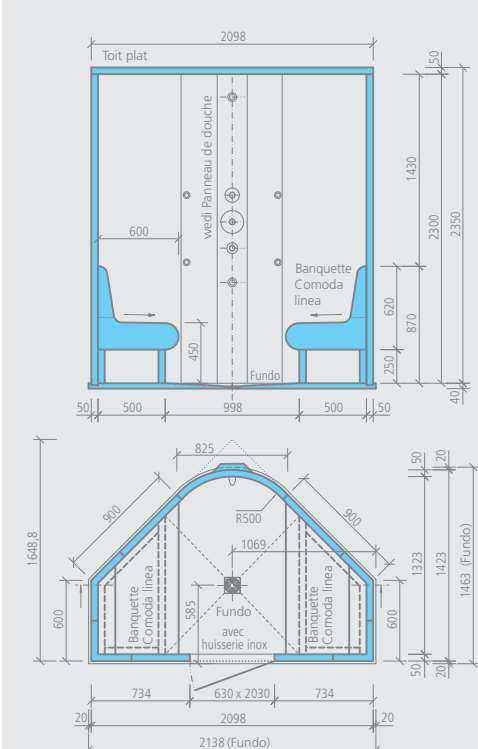 2098
Toit plat
50
wedi Panneau de douche
1430
2300
2350
600
Banquette
Comoda
linea
620
870
450
250
Fundo
40
50
500
998
500
50
825
50
20
900
900
R500
1648.8
1069
1323
1423
1463 (Fundo)
600
Banquette
Comoda linea
585
Fundo
avec
huisserie inox
Banquette
Comoda linea
600
50
20
734
630 x 2030
734
20
2098
20
2138 (Fundo)